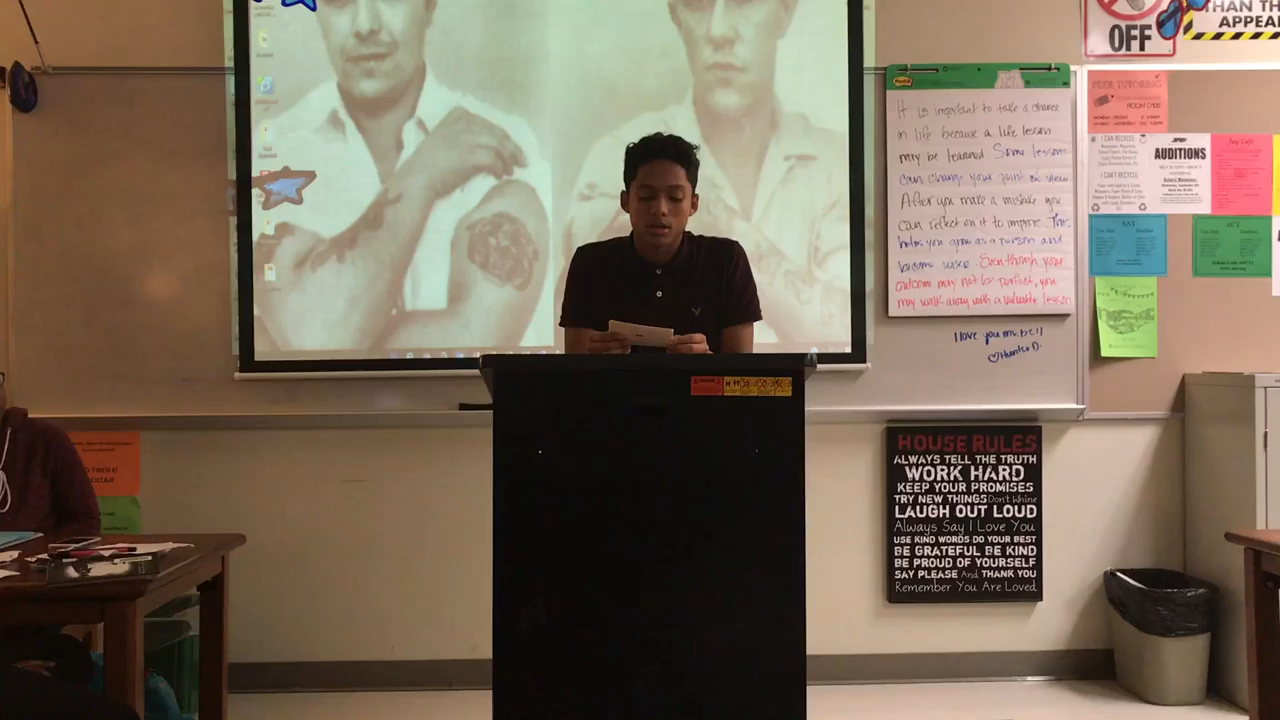 OFF
THAN TH
APPEA
Post-it
It is important to take a chance
in life because a life lesson
may be learned. Some lessons
can change your point of view
After you make a mistake you
can reflect on it to improve. This
helps you grow as a person and
become wiser. Even though your
outcome may not be perfect, you
may walk away with a valuable lesson
I love you mr. bell
Hunter D.
PEER TUTORING
ROOM D106
I CAN RECYCLE
I CAN'T RECYCLE
AUDITIONS
SAT
ACT
HOUSE RULES
ALWAYS TELL THE TRUTH
WORK HARD
KEEP YOUR PROMISES
TRY NEW THINGS Don't Whine
LAUGH OUT LOUD
Always Say I Love You
USE KIND WORDS DO YOUR BEST
BE GRATEFUL BE KIND
BE PROUD OF YOURSELF
SAY PLEASE And THANK YOU
Remember You Are Loved